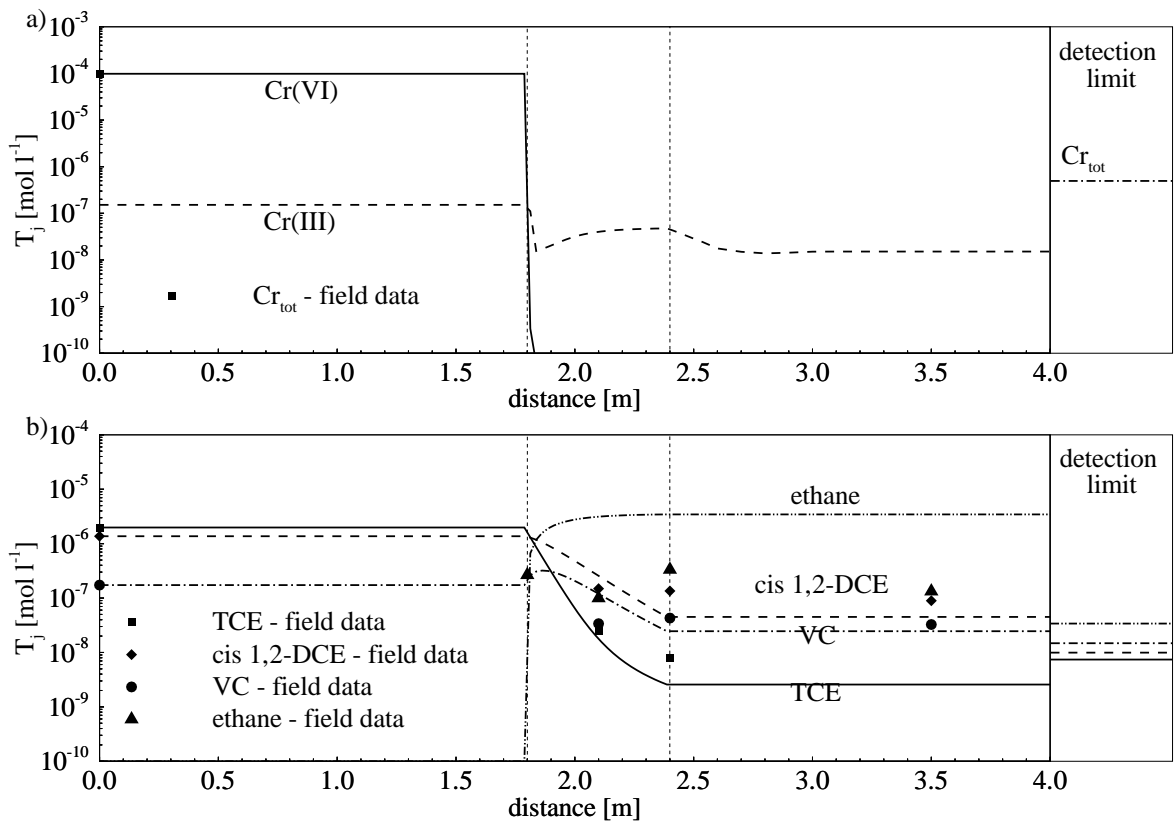 a)
10⁻³
10⁻⁴
10⁻⁵
10⁻⁶
10⁻⁷
10⁻⁸
10⁻⁹
10⁻¹⁰
T_j [mol l⁻¹]
Cr(VI)
Cr(III)
Cr_tot - field data
detection
limit
Cr_tot
0.0 0.5 1.0 1.5 2.0 2.5 3.0 3.5 4.0
distance [m]
b)
10⁻⁴
10⁻⁵
10⁻⁶
10⁻⁷
10⁻⁸
10⁻⁹
10⁻¹⁰
T_j [mol l⁻¹]
ethane
cis 1,2-DCE
VC
TCE
TCE - field data
cis 1,2-DCE - field data
VC - field data
ethane - field data
detection
limit
0.0 0.5 1.0 1.5 2.0 2.5 3.0 3.5 4.0
distance [m]